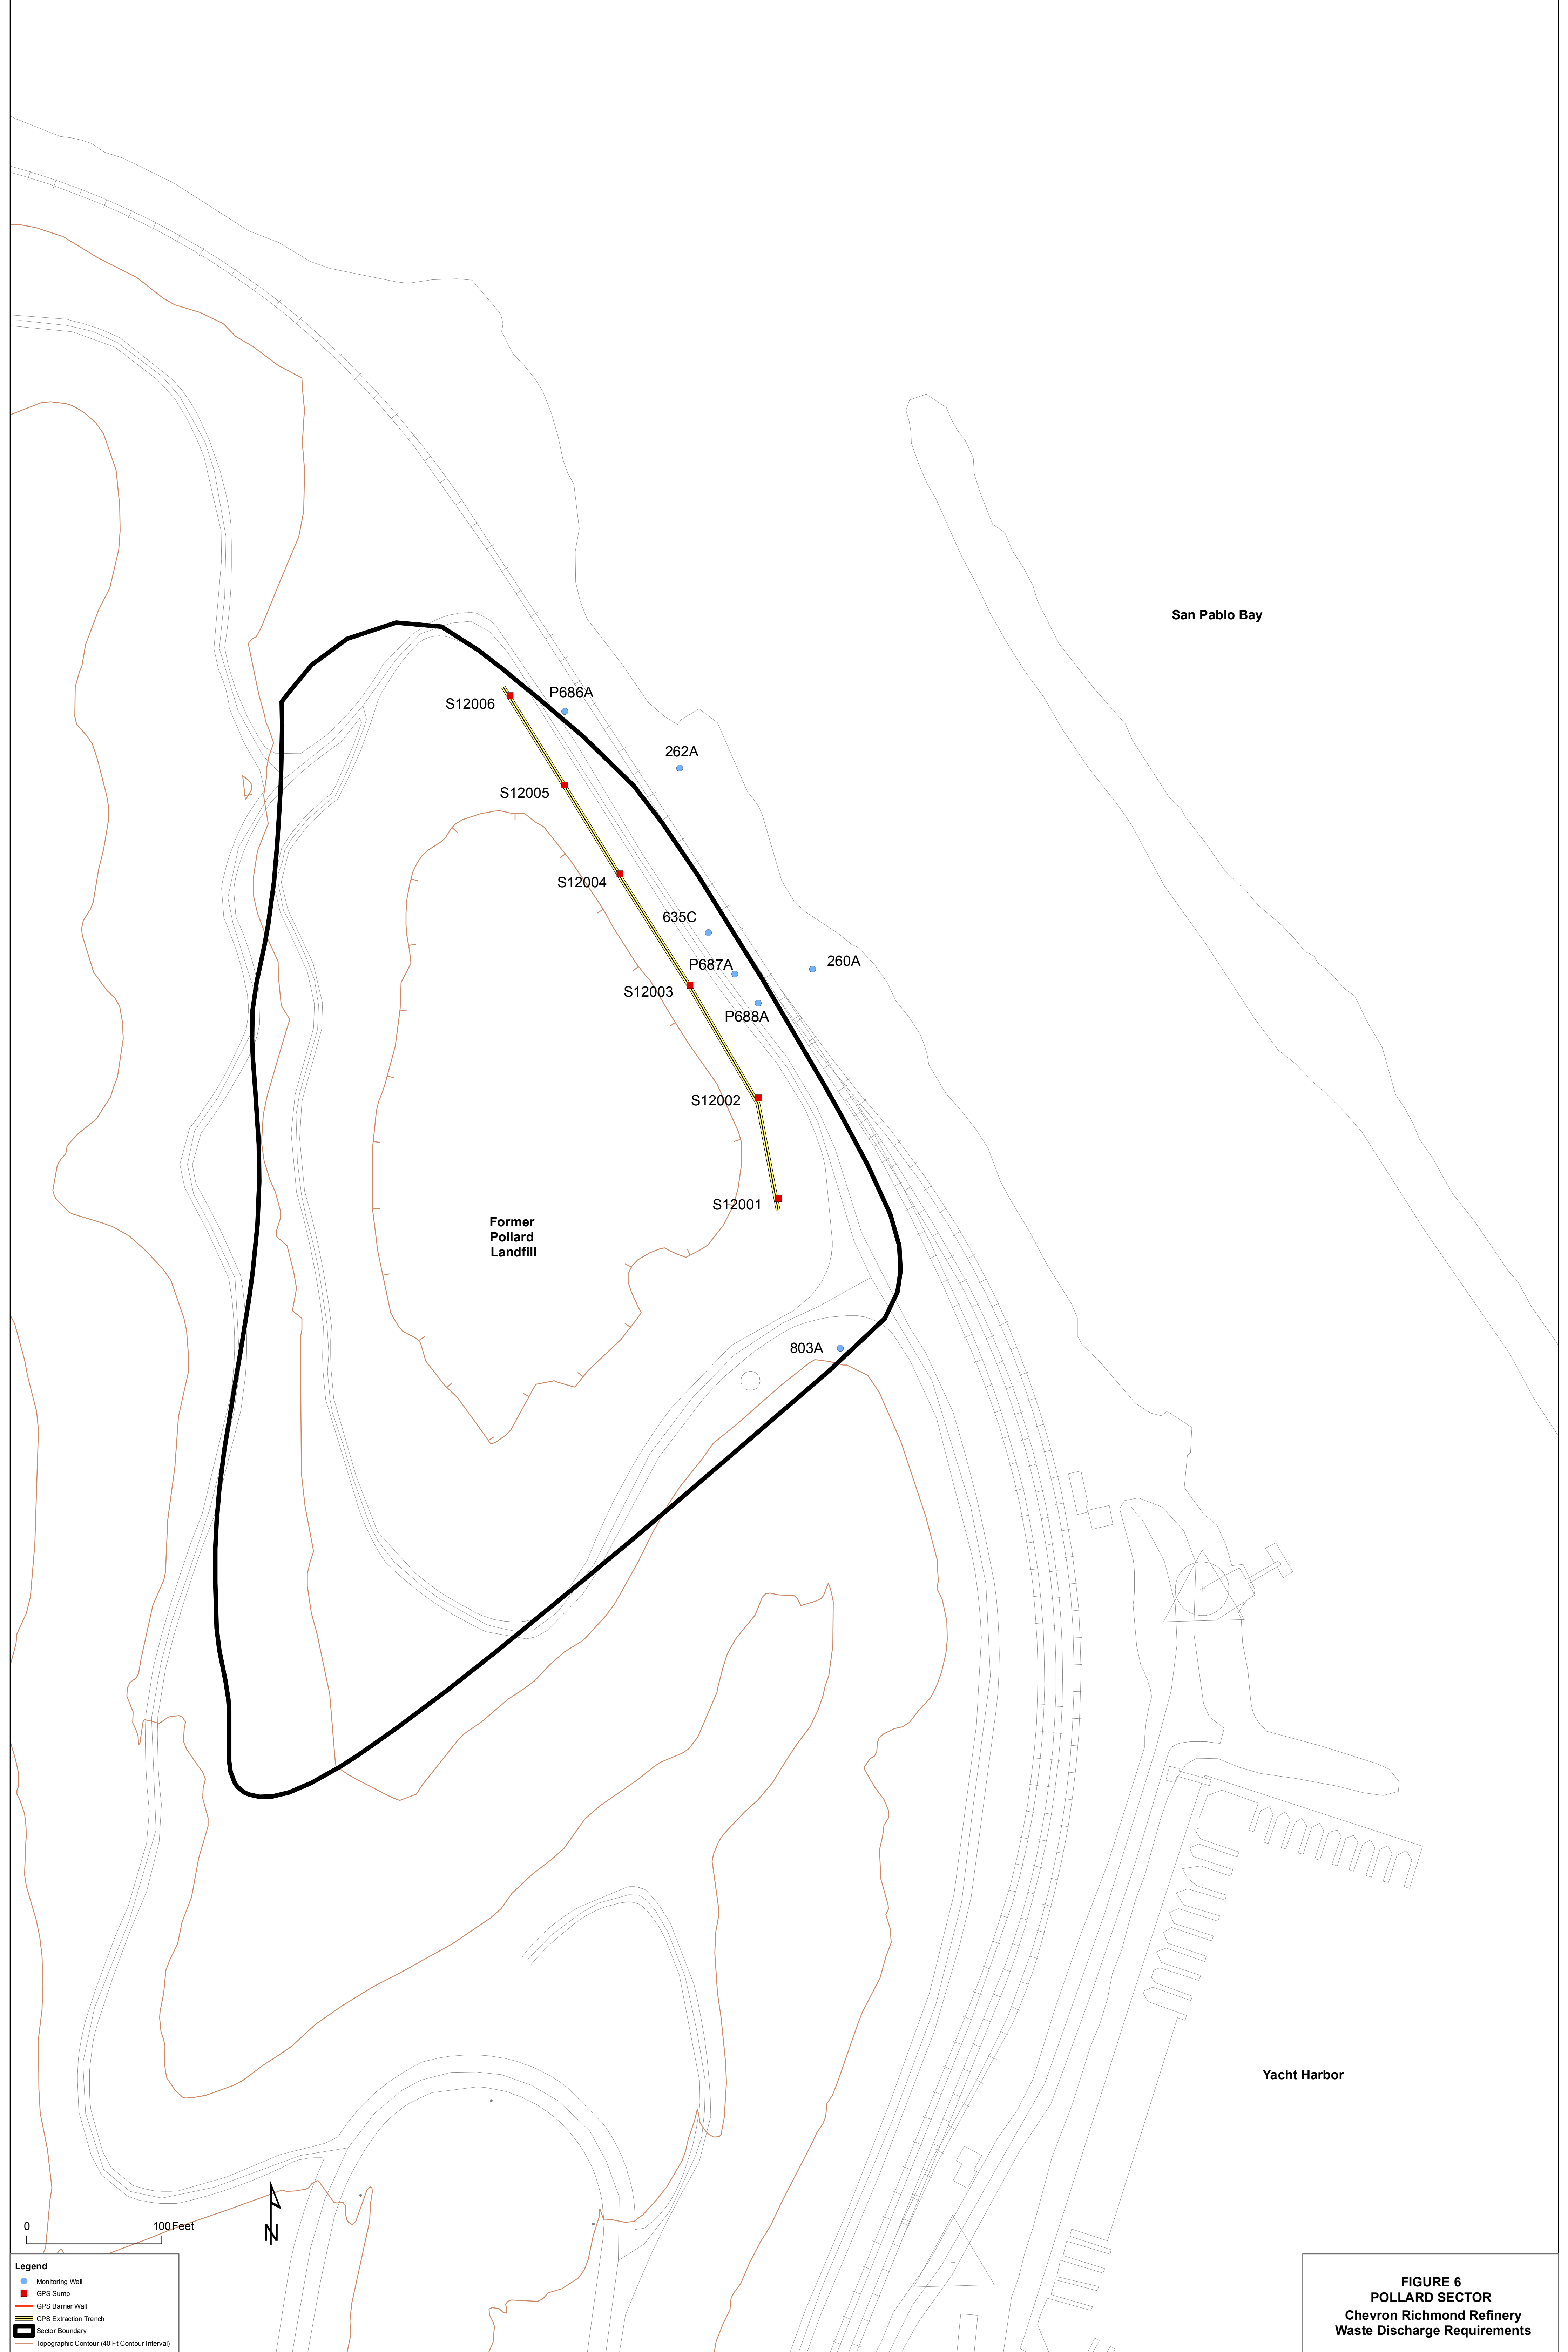 San Pablo Bay
P686A
S12006
262A
S12005
S12004
635C
260A
P687A
S12003
P688A
S12002
S12001
Former
Pollard
Landfill
803A
Yacht Harbor
0 100Feet
N
Legend
Monitoring Well
GPS Sump
GPS Barrier Wall
GPS Extraction Trench
Sector Boundary
Topographic Contour (40 Ft Contour Interval)
FIGURE 6
POLLARD SECTOR
Chevron Richmond Refinery
Waste Discharge Requirements